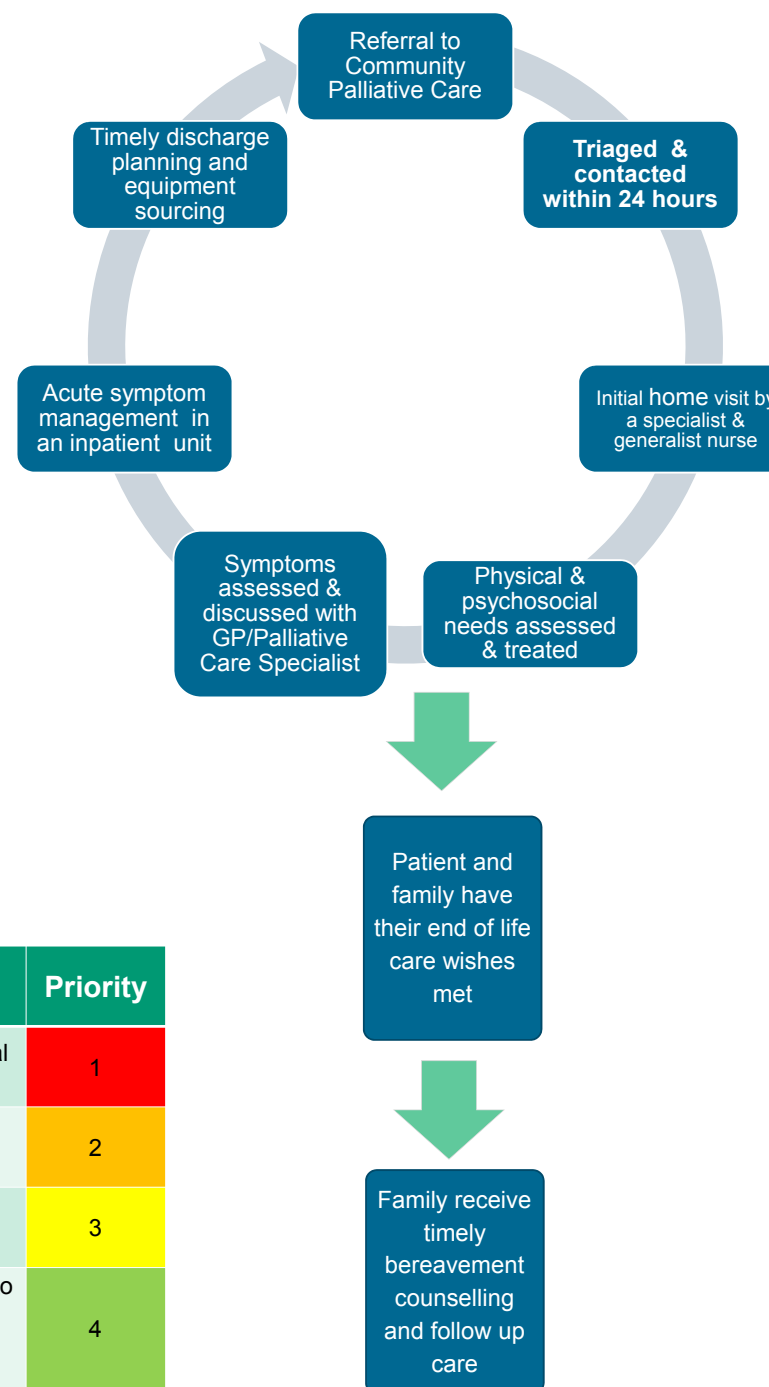 Referral to
Community
Palliative Care
Triaged &
contacted
within 24 hours
Initial home visit by
a specialist &
generalist nurse
Physical &
psychosocial
needs assessed
& treated
Symptoms
assessed &
discussed with
GP/Palliative
Care Specialist
Acute symptom
management in
an inpatient unit
Timely discharge
planning and
equipment
sourcing
Patient and
family have
their end of life
care wishes
met
Family receive
timely
bereavement
counselling
and follow up
care
Priority
1
2
3
4